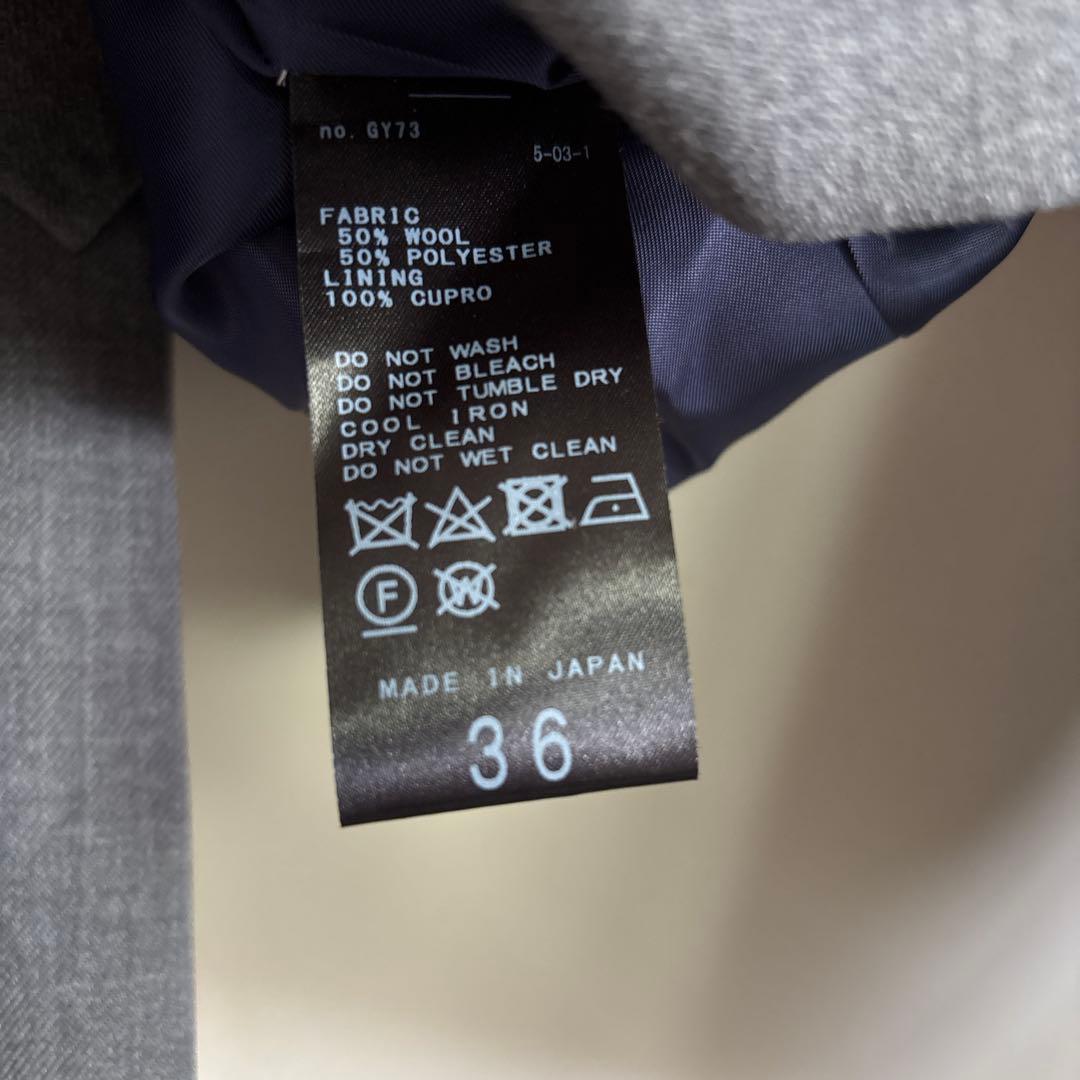 no. GY73
5-03-1
FABRIC
50% WOOL
50% POLYESTER
LINING
100% CUPRO
DO NOT WASH
DO NOT BLEACH
DO NOT TUMBLE DRY
COOL IRON
DRY CLEAN
DO NOT WET CLEAN
F W
MADE IN JAPAN
36